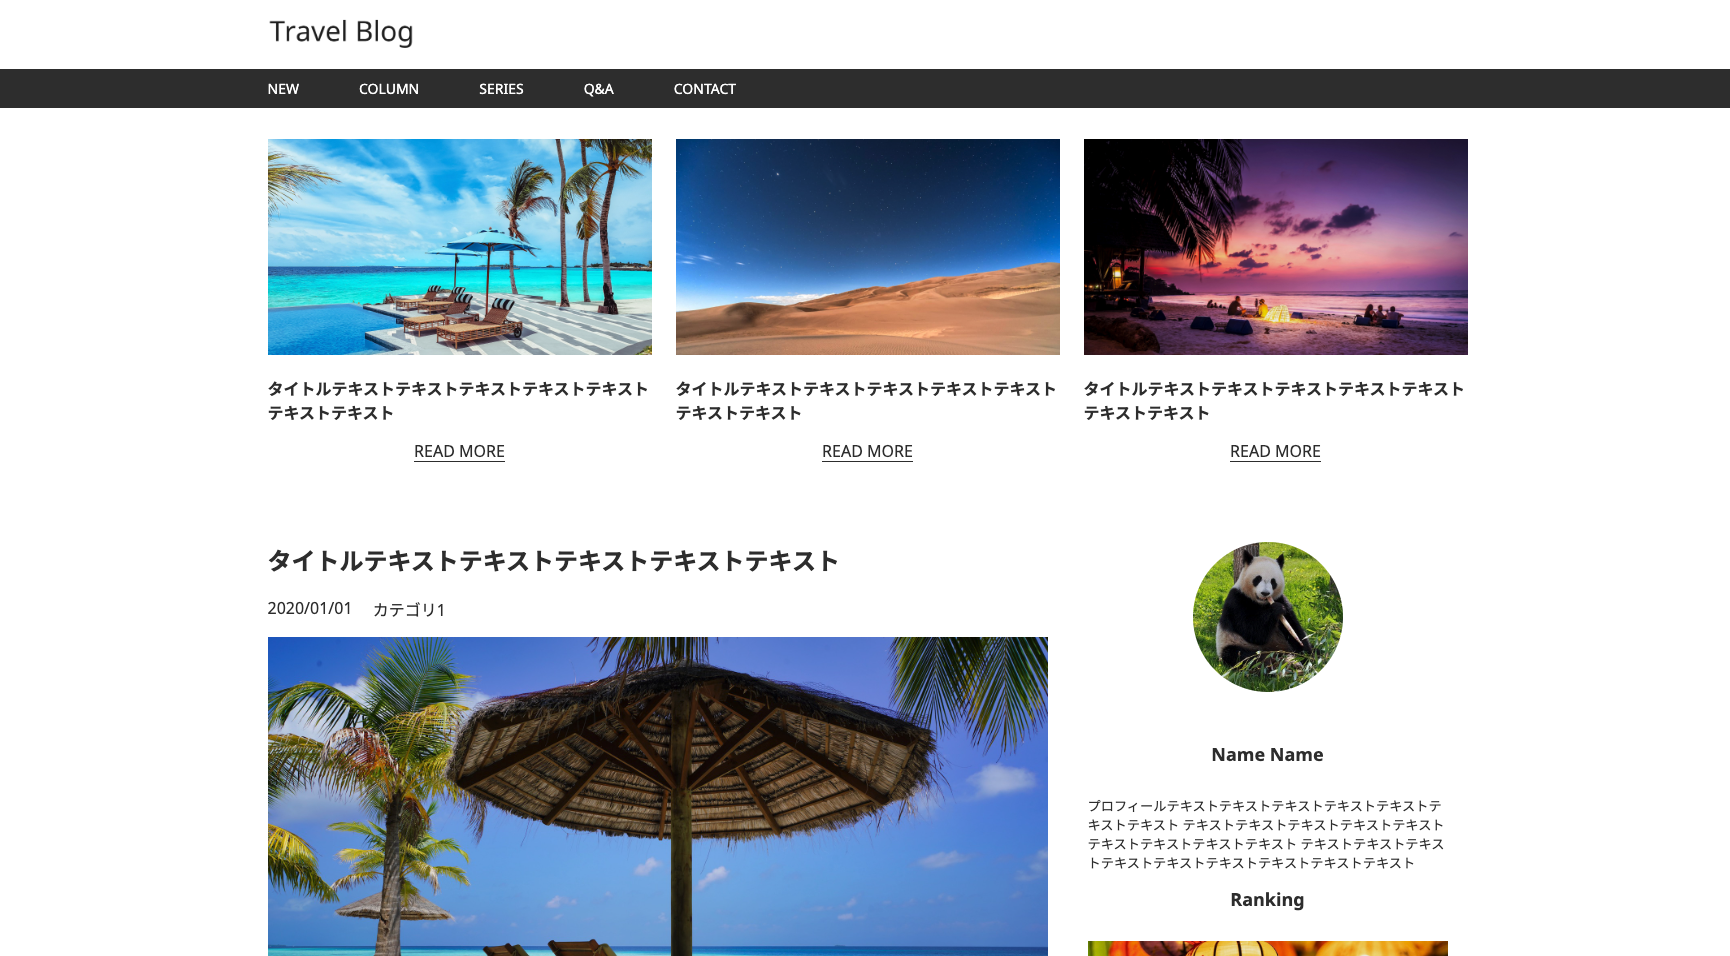 Travel Blog
NEW COLUMN SERIES Q&A CONTACT
タイトルテキストテキストテキストテキストテキスト
テキストテキスト
READ MORE
タイトルテキストテキストテキストテキストテキスト
テキストテキスト
READ MORE
タイトルテキストテキストテキストテキストテキスト
テキストテキスト
READ MORE
タイトルテキストテキストテキストテキストテキスト
2020/01/01 カテゴリ1
Name Name
プロフィールテキストテキストテキストテキストテキストテ
キストテキスト テキストテキストテキストテキストテキスト
テキストテキストテキストテキスト テキストテキストテキス
トテキストテキストテキストテキストテキストテキスト
Ranking